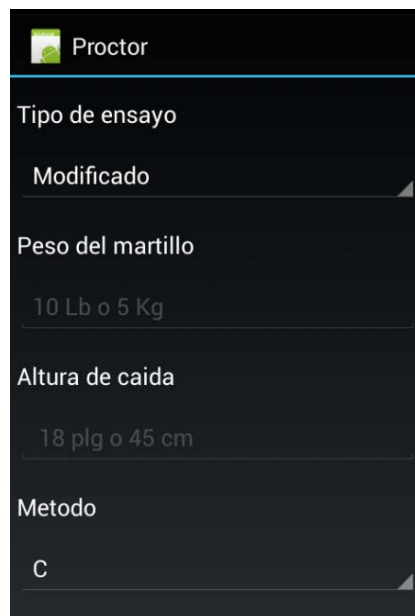 Proctor
Tipo de ensayo
Modificado
Peso del martillo
10 Lb o 5 Kg
Altura de caida
18 plg o 45 cm
Metodo
C